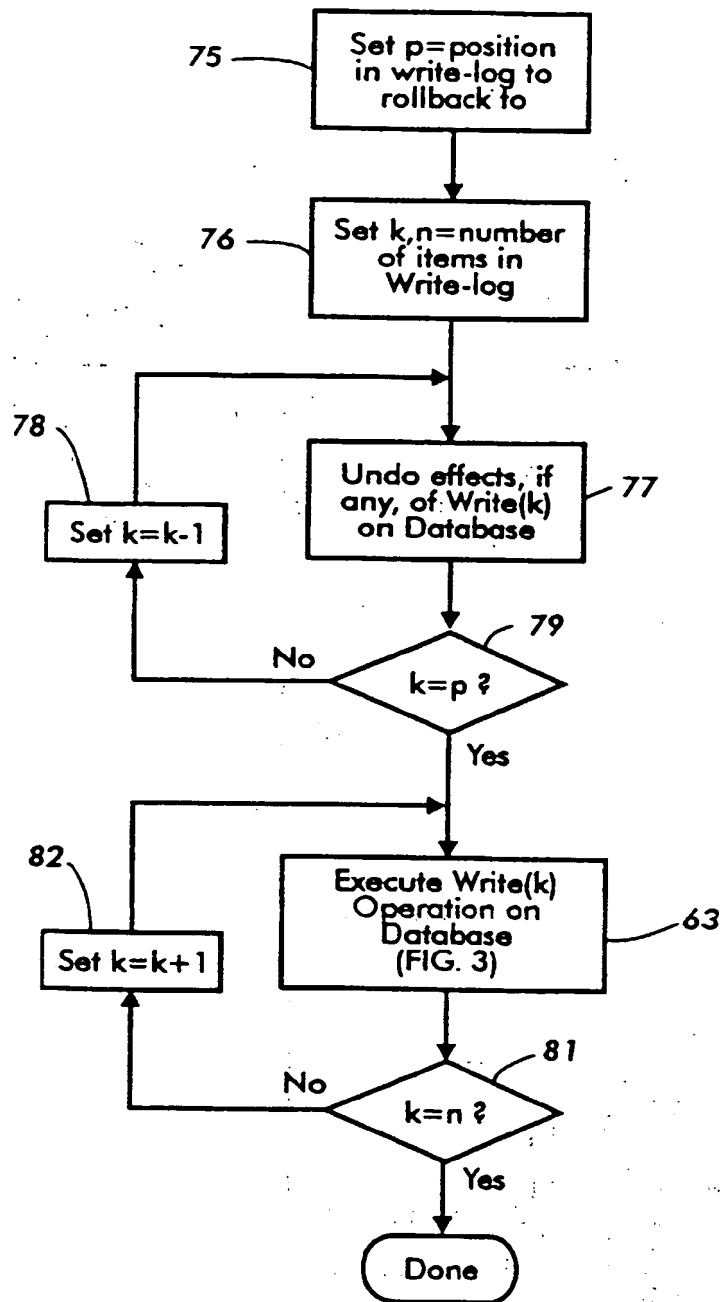 75
Set p=position
in write-log to
rollback to
76
Set k,n=number
of items in
Write-log
78
Set k=k-1
Undo effects, if
any, of Write(k)
on Database
77
79
No
k=p ?
Yes
82
Set k=k+1
Execute Write(k)
Operation on
Database
(FIG. 3)
63
81
No
k=n ?
Yes
Done